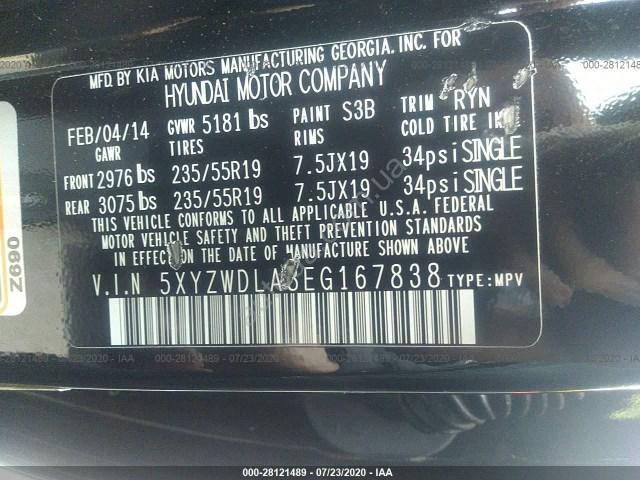 MFD. BY KIA MOTORS MANUFACTURING GEORGIA, INC. FOR
HYUNDAI MOTOR COMPANY
FEB/04/14 GVWR 5181 lbs PAINT S3B TRIM RYN
GAWR TIRES RIMS COLD TIRE INF
FRONT 2976 lbs 235/55R19 7.5JX19 34psi SINGLE
REAR 3075 lbs 235/55R19 7.5JX19 34psi SINGLE
THIS VEHICLE CONFORMS TO ALL APPLICABLE U.S.A. FEDERAL
MOTOR VEHICLE SAFETY AND THEFT PREVENTION STANDARDS
IN EFFECT ON THE DATE OF MANUFACTURE SHOWN ABOVE.
V.I.N 5XYZWDLA3EG167838 TYPE:MPV
Z690
000-28121489 - 07/23/2020 - IAA